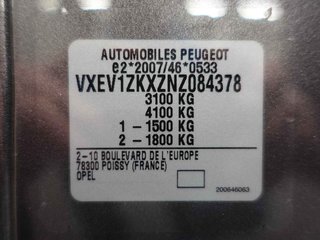 AUTOMOBILES PEUGEOT
e2*2007/46*0533
VXEV1ZKXZNZ084378
3100 KG
4100 KG
1 - 1500 KG
2 - 1800 KG
2-10 BOULEVARD DE L'EUROPE
78300 POISSY (FRANCE)
OPEL
200646063